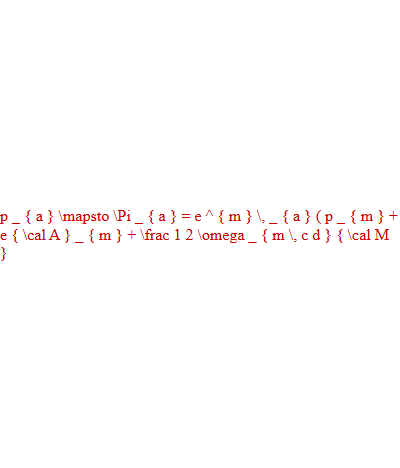 p _ { a } \mapsto \Pi _ { a } = e ^ { m } \, _ { a } ( p _ { m } +
e { \cal A } _ { m } + \frac 1 2 \omega _ { m \, c d } { \cal M
}